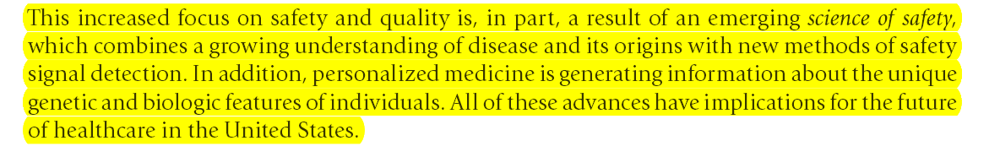 This increased focus on safety and quality is, in part, a result of an emerging science of safety,
which combines a growing understanding of disease and its origins with new methods of safety
signal detection. In addition, personalized medicine is generating information about the unique
genetic and biologic features of individuals. All of these advances have implications for the future
of healthcare in the United States.